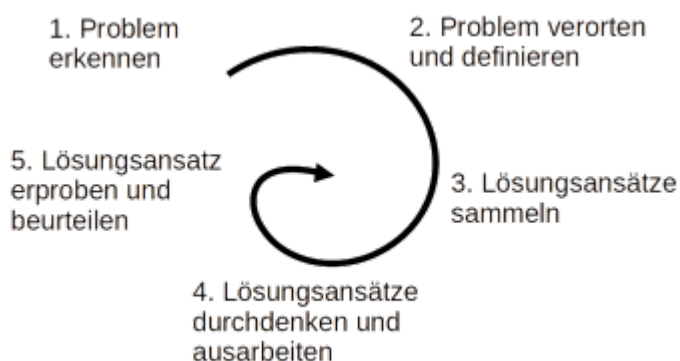 1. Problem
erkennen
2. Problem verorten
und definieren
3. Lösungsansätze
sammeln
4. Lösungsansätze
durchdenken und
ausarbeiten
5. Lösungsansatz
erproben und
beurteilen